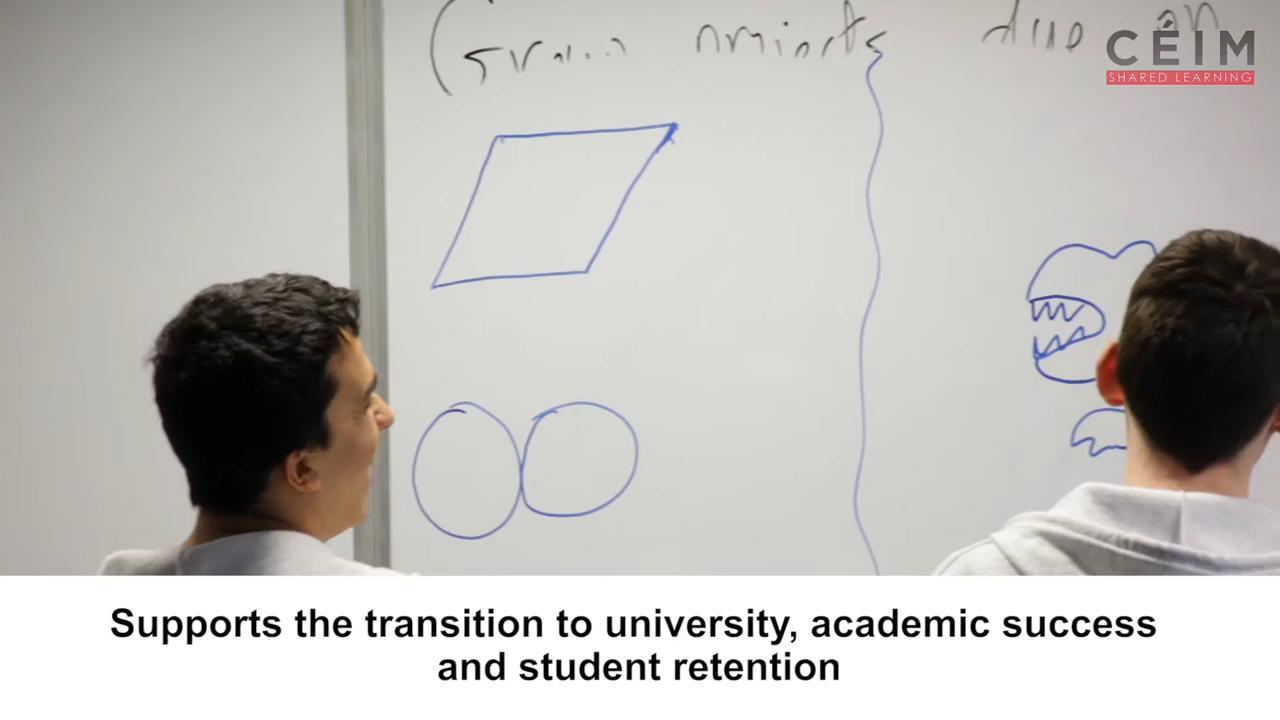 CÉIM
SHARED LEARNING
Supports the transition to university, academic success
and student retention